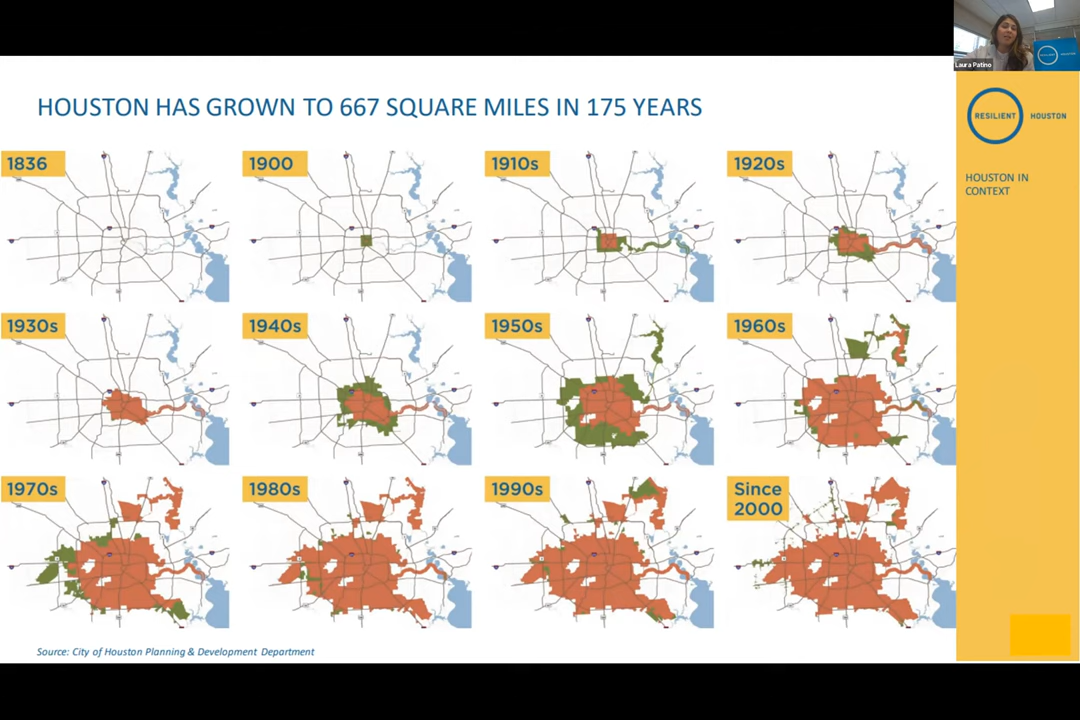 Laura Patino
HOUSTON HAS GROWN TO 667 SQUARE MILES IN 175 YEARS
RESILIENT HOUSTON
HOUSTON IN
CONTEXT
1836
1900
1910s
1920s
1930s
1940s
1950s
1960s
1970s
1980s
1990s
Since
2000
Source: City of Houston Planning & Development Department